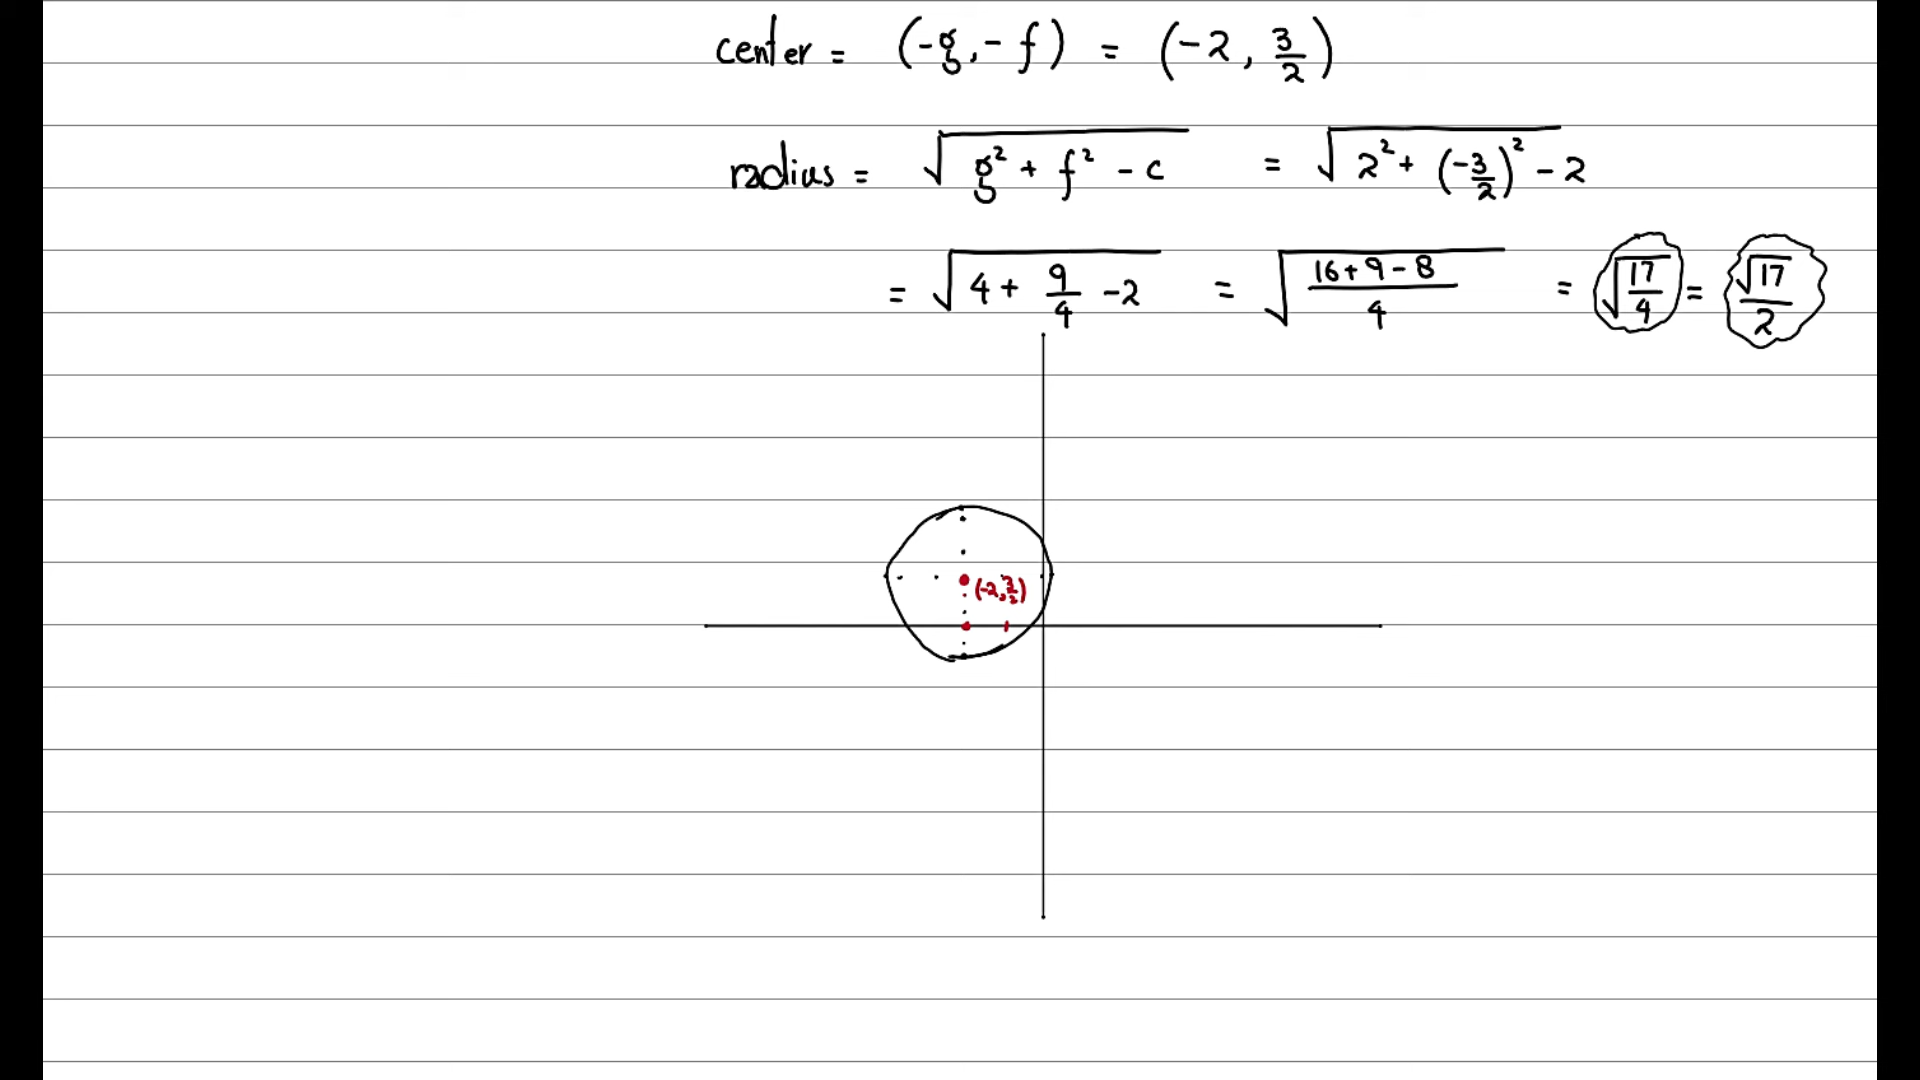 center = (-g, -f) = (-2, 3/2)
radius = √(g² + f² - c) = √(2² + (-3/2)² - 2)
= √(4 + 9/4 - 2) = √((16+9-8)/4) = √(17/4) = √17/2
(-2, 3/2)